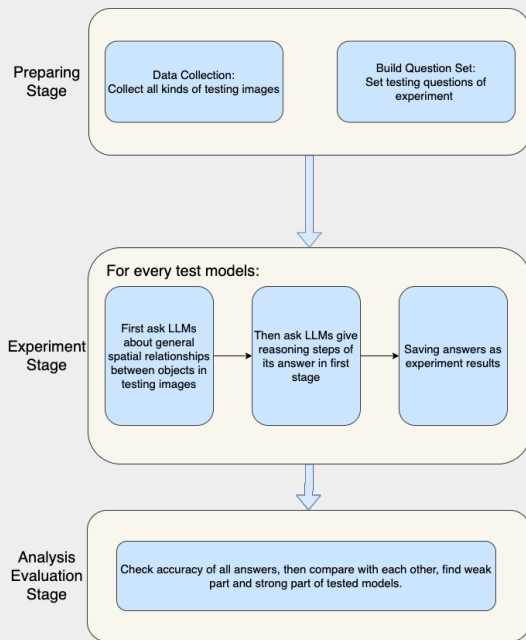 Preparing
Stage
Data Collection:
Collect all kinds of testing images
Build Question Set:
Set testing questions of
experiment
Experiment
Stage
For every test models:
First ask LLMs
about general
spatial relationships
between objects in
testing images
Then ask LLMs give
reasoning steps of
its answer in first
stage
Saving answers as
experiment results
Analysis
Evaluation
Stage
Check accuracy of all answers, then compare with each other, find weak
part and strong part of tested models.